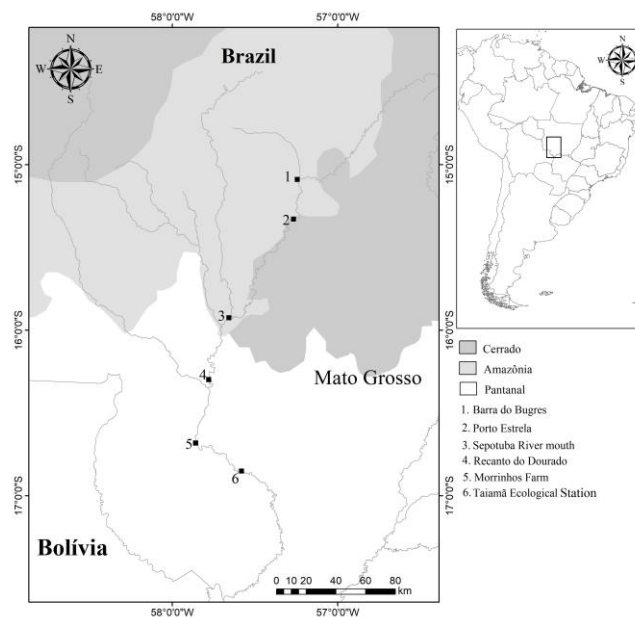 58°0'0"W 57°0'0"W
N
W E
S
Brazil
N
W E
S
15°0'0"S 15°0'0"S
1
2
3
16°0'0"S 16°0'0"S
4
Mato Grosso
5
6
17°0'0"S 17°0'0"S
Bolívia
0 10 20 40 60 80
km
58°0'0"W 57°0'0"W
Cerrado
Amazônia
Pantanal
1. Barra do Bugres
2. Porto Estrela
3. Sepotuba River mouth
4. Recanto do Dourado
5. Morrinhos Farm
6. Taiamã Ecological Station